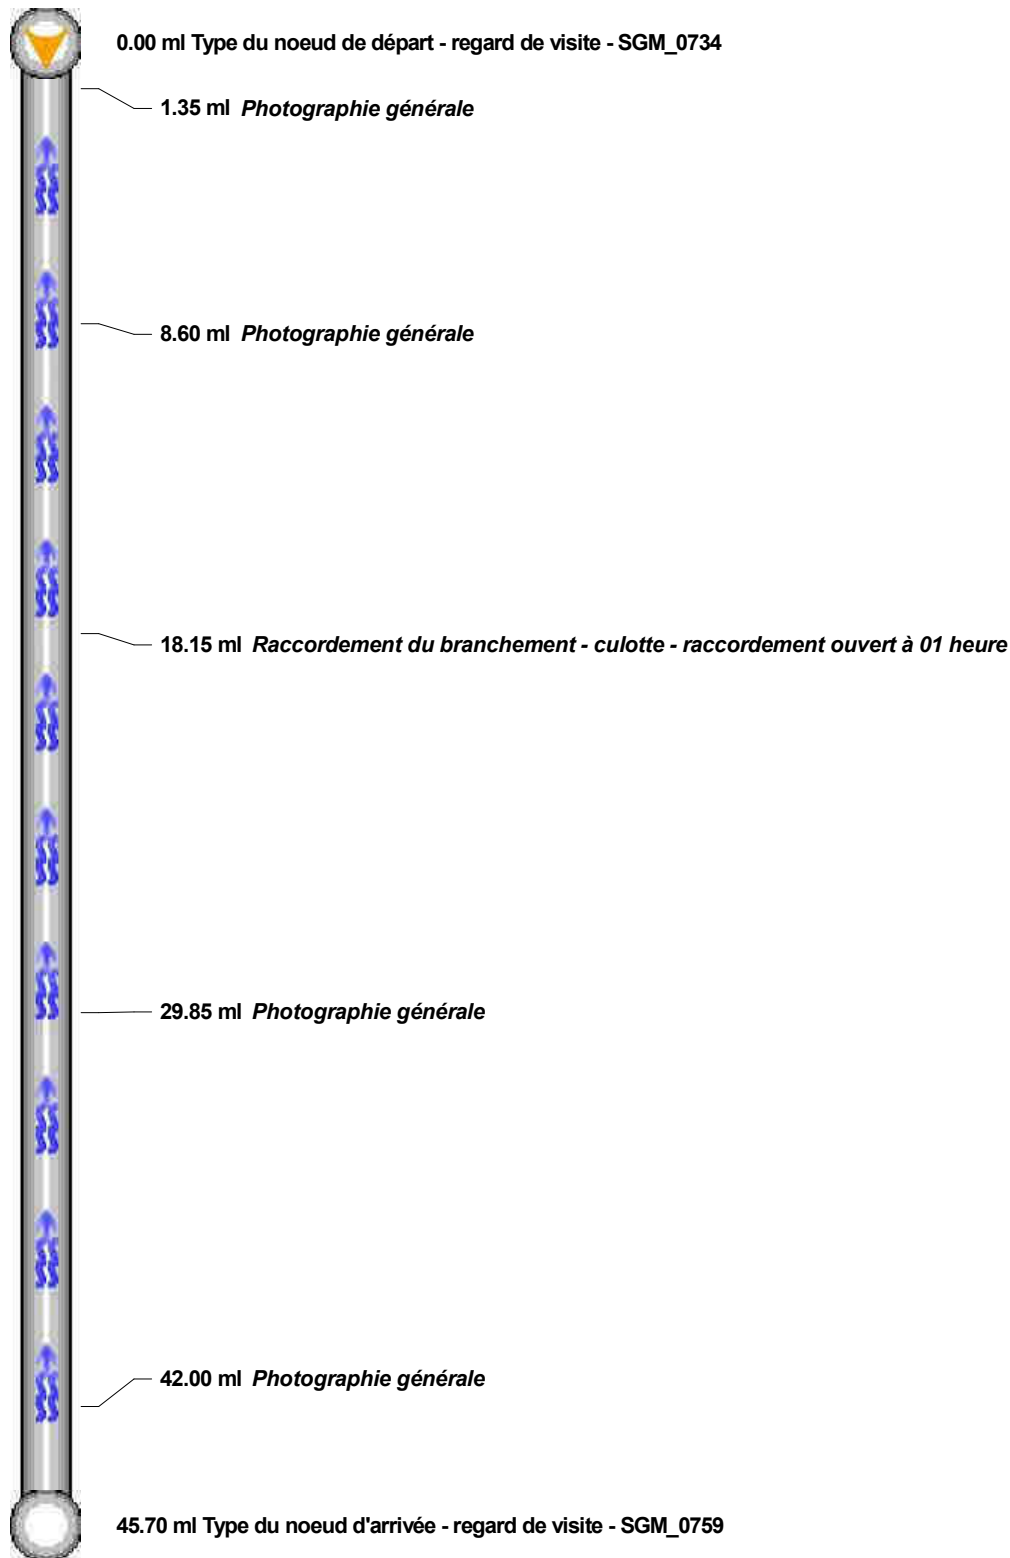 0.00 ml Type du noeud de départ - regard de visite - SGM_0734
1.35 ml Photographie générale
8.60 ml Photographie générale
18.15 ml Raccordement du branchement - culotte - raccordement ouvert à 01 heure
29.85 ml Photographie générale
42.00 ml Photographie générale
45.70 ml Type du noeud d'arrivée - regard de visite - SGM_0759